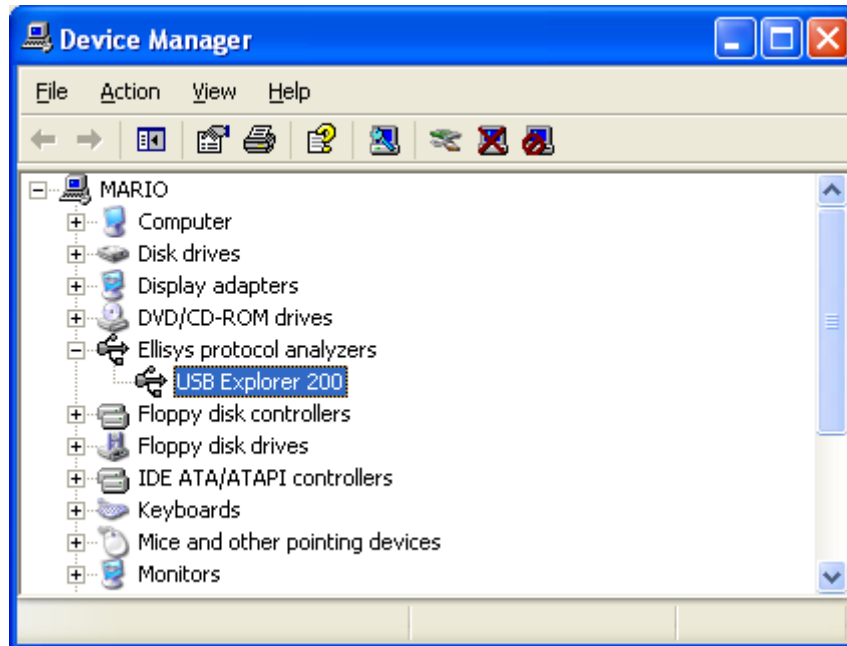 Device Manager
File Action View Help
MARIO
Computer
Disk drives
Display adapters
DVD/CD-ROM drives
Ellisys protocol analyzers
USB Explorer 200
Floppy disk controllers
Floppy disk drives
IDE ATA/ATAPI controllers
Keyboards
Mice and other pointing devices
Monitors